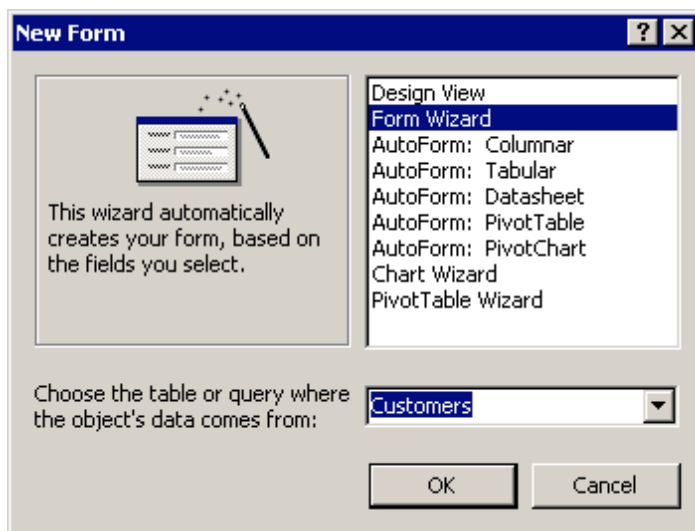 New Form
?
Design View
Form Wizard
AutoForm: Columnar
AutoForm: Tabular
AutoForm: Datasheet
AutoForm: PivotTable
AutoForm: PivotChart
Chart Wizard
PivotTable Wizard
This wizard automatically
creates your form, based on
the fields you select.
Choose the table or query where
the object's data comes from:
Customers
OK
Cancel